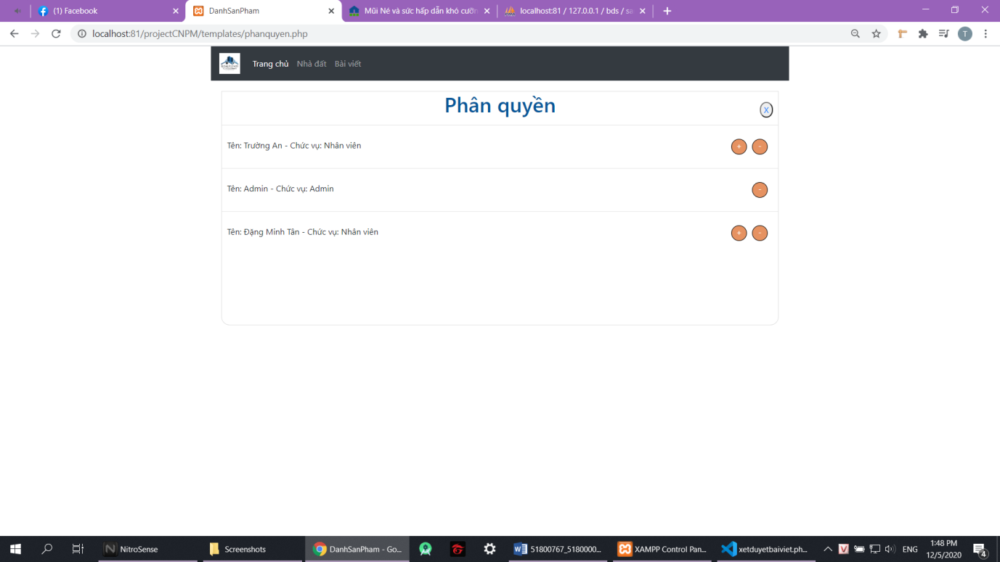 (1) Facebook
DanhSanPham
Mũi Né và sức hấp dẫn khó cưỡn
localhost:81 / 127.0.0.1 / bds / sa
localhost:81/projectCNPM/templates/phanquyen.php
T
Trang chủ
Nhà đất
Bài viết
Phân quyền
X
Tên: Trường An - Chức vụ: Nhân viên
+ -
Tên: Admin - Chức vụ: Admin
-
Tên: Đặng Minh Tân - Chức vụ: Nhân viên
+ -
NitroSense
Screenshots
DanhSanPham - Go...
51800767_5180000...
XAMPP Control Pan...
xetduyetbaiviet.ph...
ENG
1:48 PM
12/5/2020
4